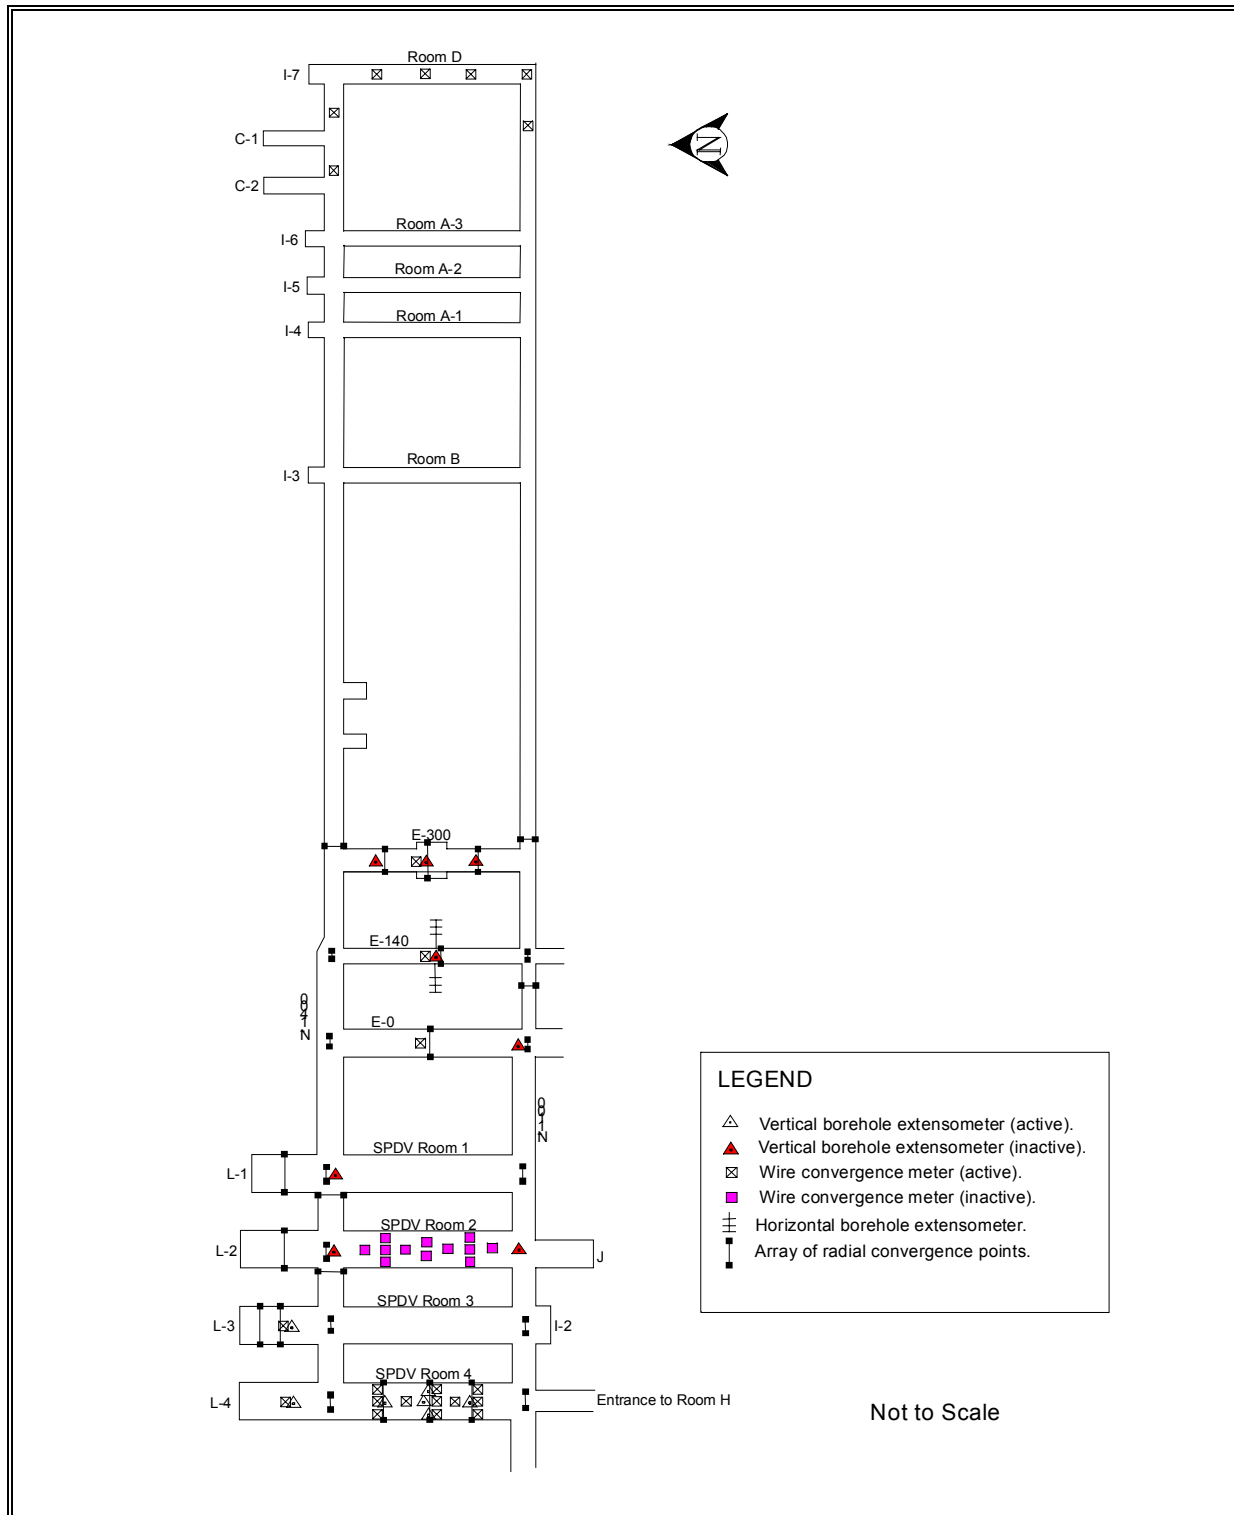 Room D
I-7
C-1
N
C-2
Room A-3
I-6
Room A-2
I-5
Room A-1
I-4
Room B
I-3
E-300
E-140
N1400
E-0
N1100
SPDV Room 1
L-1
SPDV Room 2
L-2
J
SPDV Room 3
L-3
I-2
SPDV Room 4
L-4
Entrance to Room H
LEGEND
Vertical borehole extensometer (active).
Vertical borehole extensometer (inactive).
Wire convergence meter (active).
Wire convergence meter (inactive).
Horizontal borehole extensometer.
Array of radial convergence points.
Not to Scale